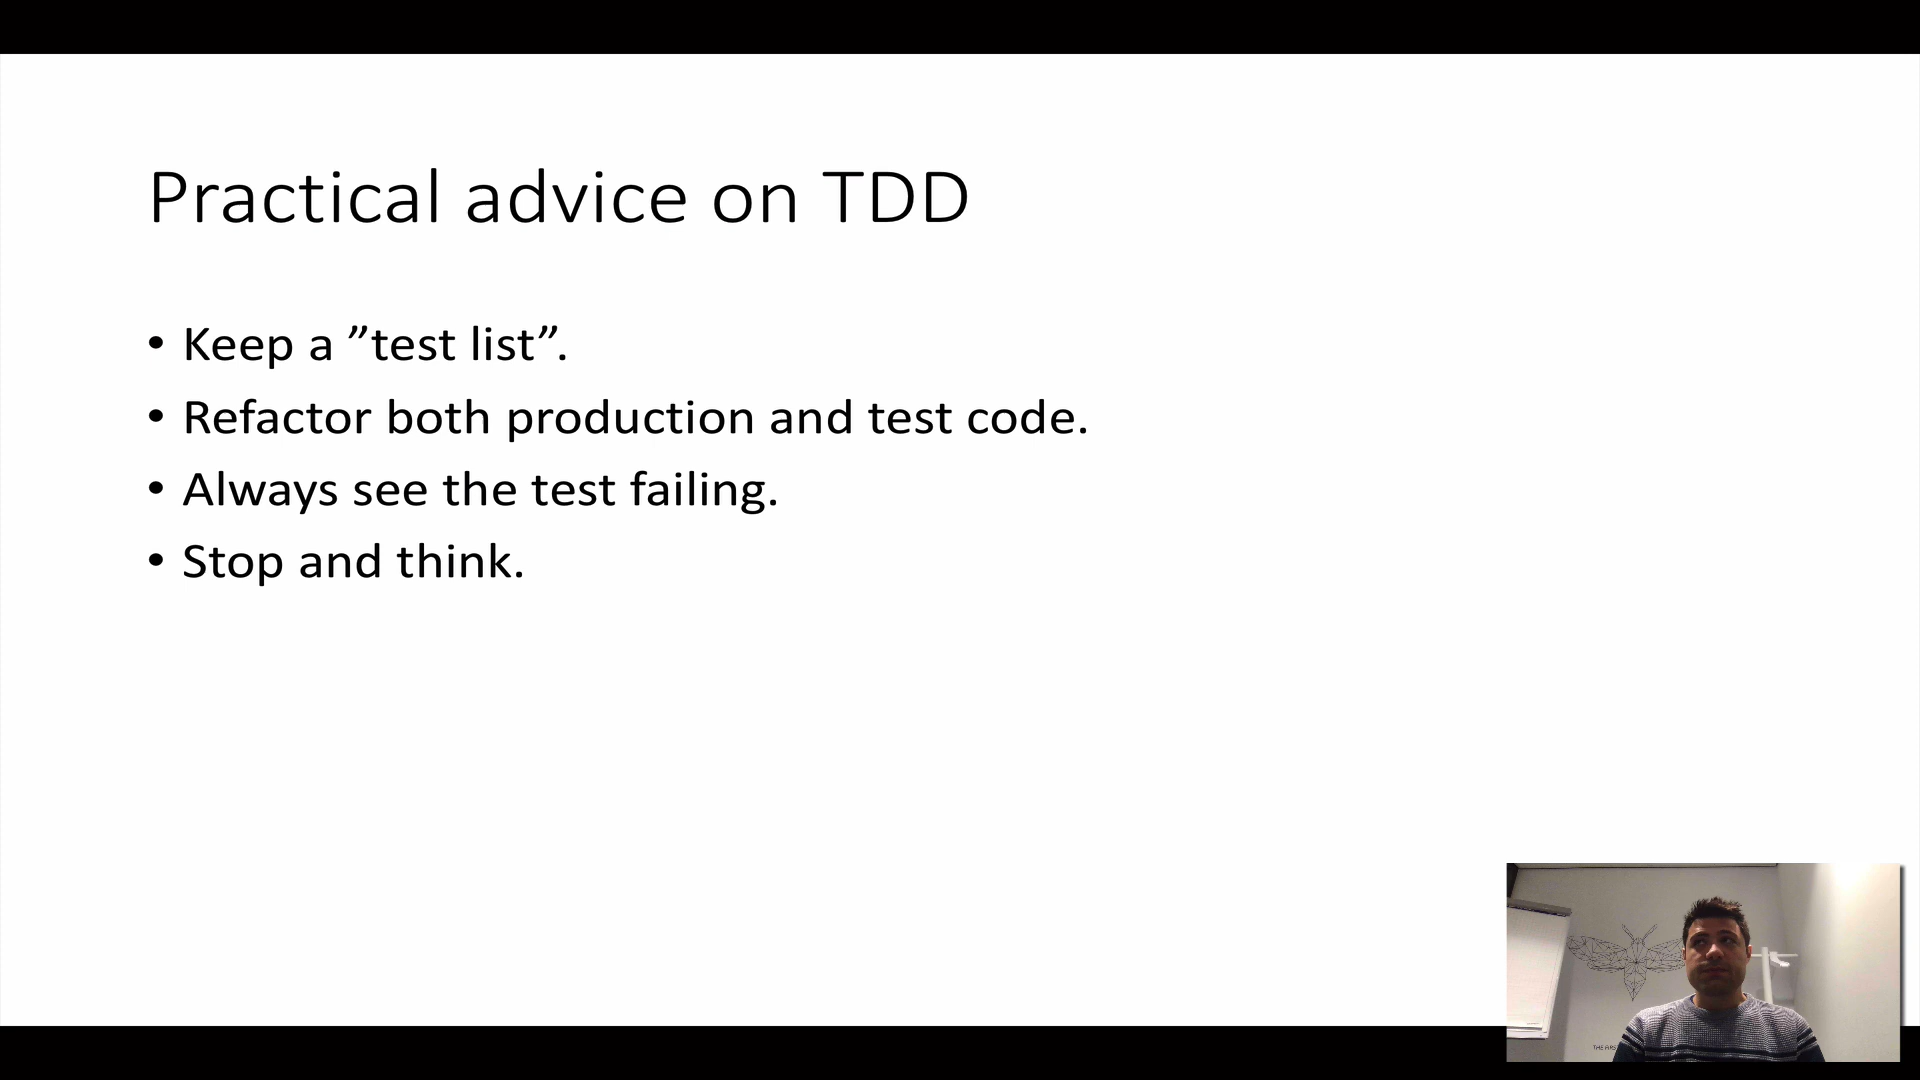 Practical advice on TDD
• Keep a ”test list”.
• Refactor both production and test code.
• Always see the test failing.
• Stop and think.